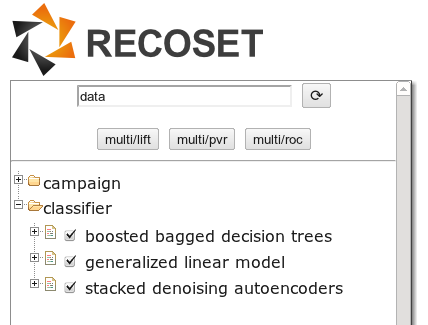 RECOSET
data
multi/lift multi/pvr multi/roc
campaign
classifier
boosted bagged decision trees
generalized linear model
stacked denoising autoencoders